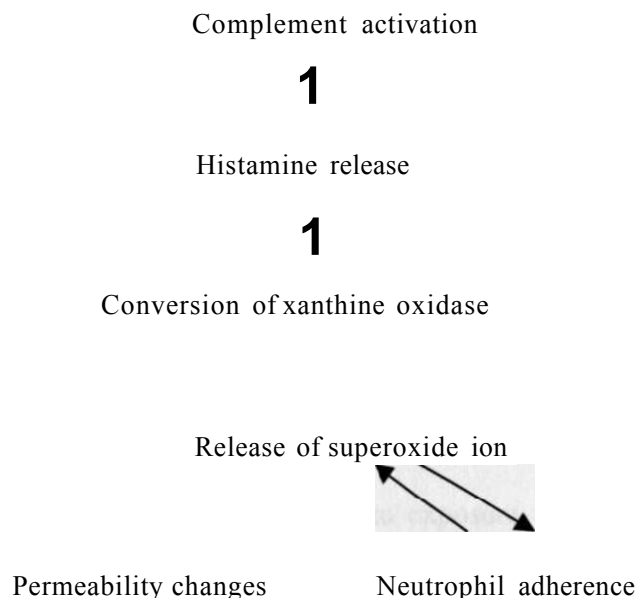 Complement activation
1
Histamine release
1
Conversion of xanthine oxidase
Release of superoxide ion
Permeability changes Neutrophil adherence